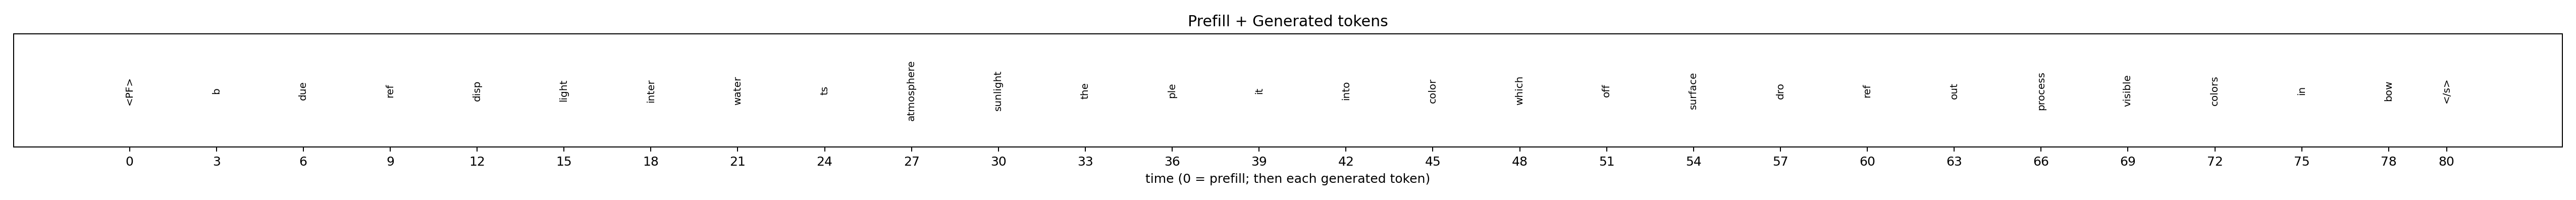 Prefill + Generated tokens
<PF> b due ref disp light inter water ts atmosphere sunlight the ple it into color which off surface dro ref out process visible colors in bow </s>
0 3 6 9 12 15 18 21 24 27 30 33 36 39 42 45 48 51 54 57 60 63 66 69 72 75 78 80
time (0 = prefill; then each generated token)